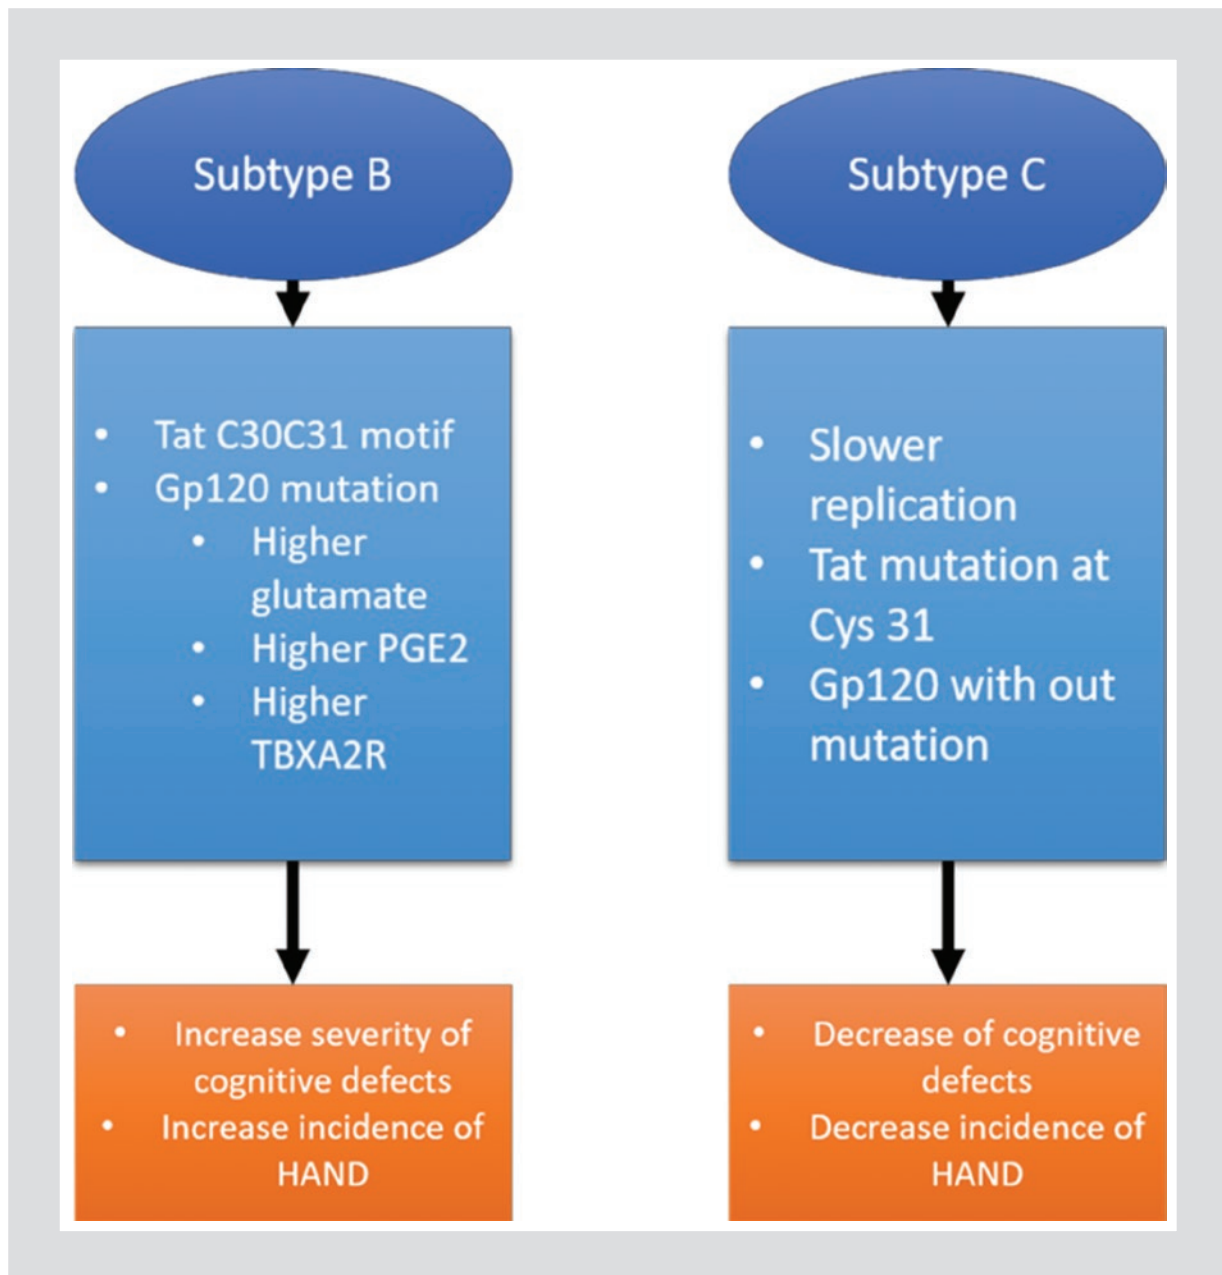 Subtype B
• Tat C30C31 motif
• Gp120 mutation
• Higher
glutamate
• Higher PGE2
• Higher
TBXA2R
• Increase severity of
cognitive defects
• Increase incidence of
HAND
Subtype C
• Slower
replication
• Tat mutation at
Cys 31
• Gp120 with out
mutation
• Decrease of cognitive
defects
• Decrease incidence of
HAND